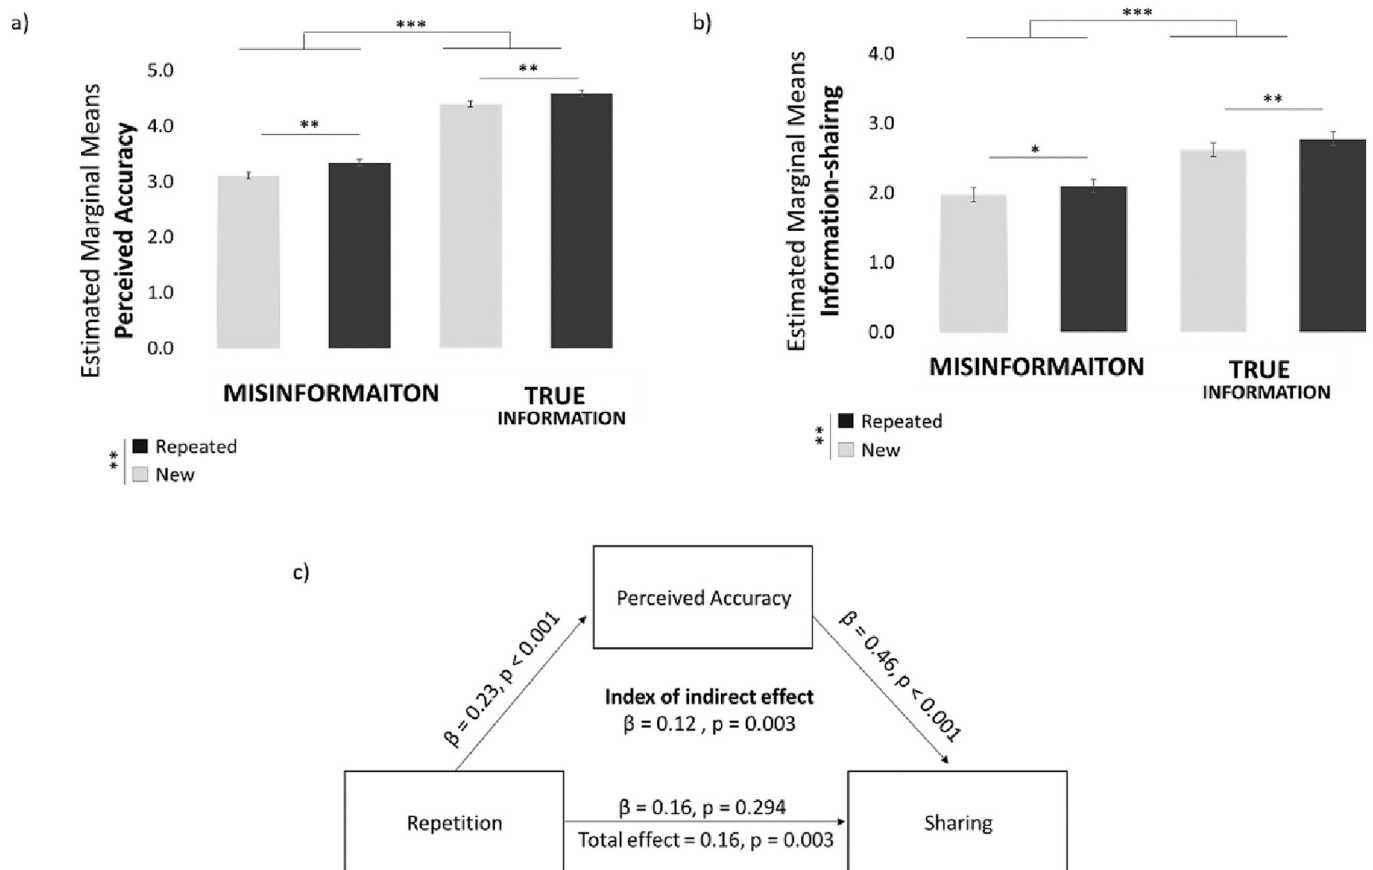 a)
***
Estimated Marginal Means
Perceived Accuracy
5.0
4.0
3.0
2.0
1.0
0.0
**
**
MISINFORMAITON
TRUE
INFORMATION
**
Repeated
New
b)
***
Estimated Marginal Means
Information-shairng
4.0
3.0
2.0
1.0
0.0
*
**
MISINFORMAITON
TRUE
INFORMATION
**
Repeated
New
c)
Perceived Accuracy
β = 0.23, p < 0.001
β = 0.46, p < 0.001
Index of indirect effect
β = 0.12 , p = 0.003
Repetition
β = 0.16, p = 0.294
Total effect = 0.16, p = 0.003
Sharing